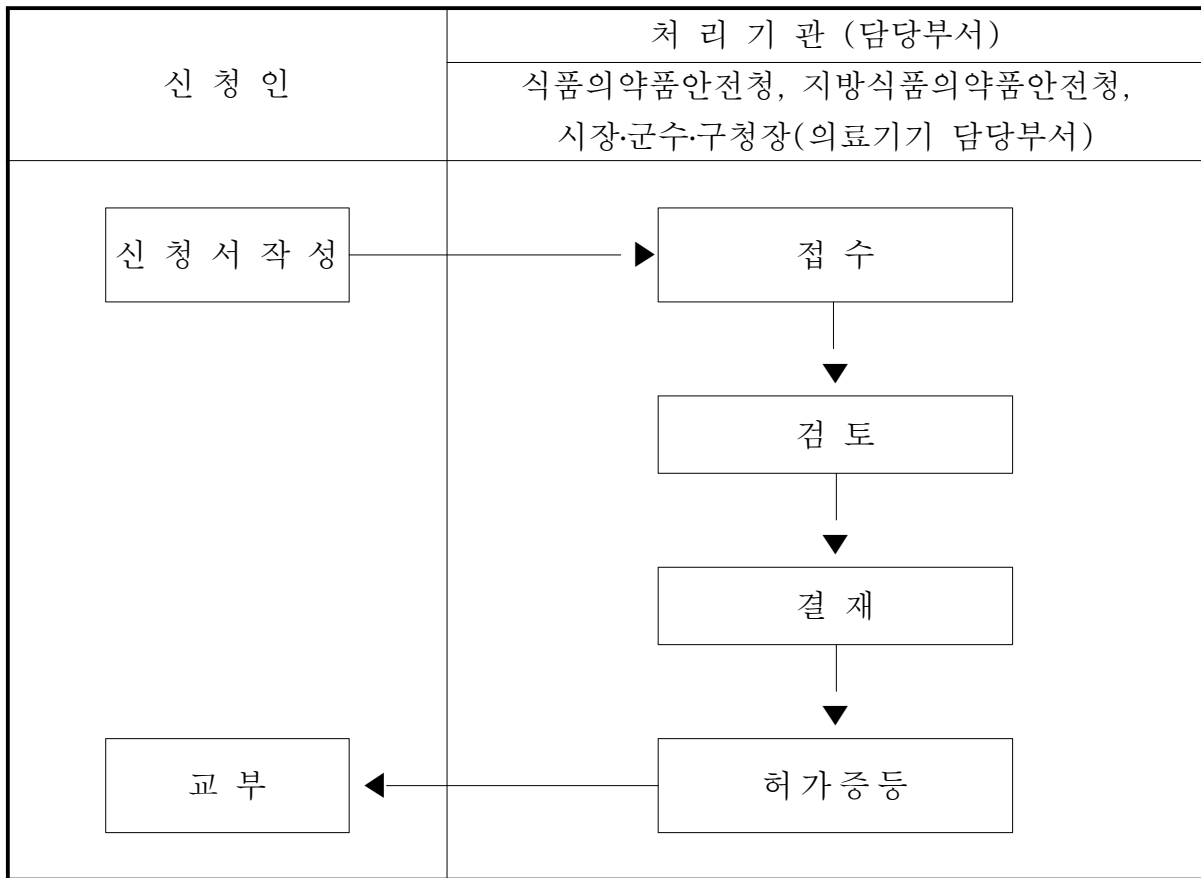 신 청 인
처 리 기 관 (담당부서)
식품의약품안전청, 지방식품의약품안전청,
시장·군수·구청장(의료기기 담당부서)
신 청 서 작 성
접 수
검 토
결 재
교 부
허가증등